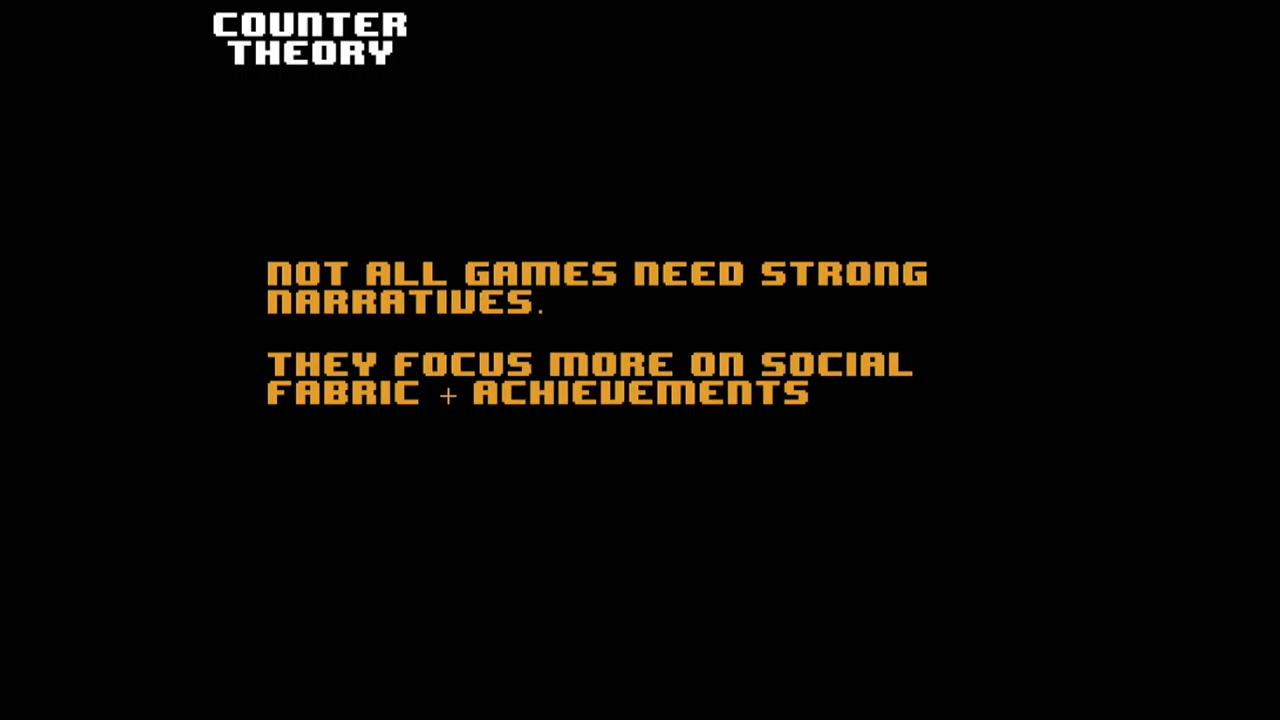 COUNTER
THEORY
NOT ALL GAMES NEED STRONG
NARRATIVES.
THEY FOCUS MORE ON SOCIAL
FABRIC + ACHIEVEMENTS